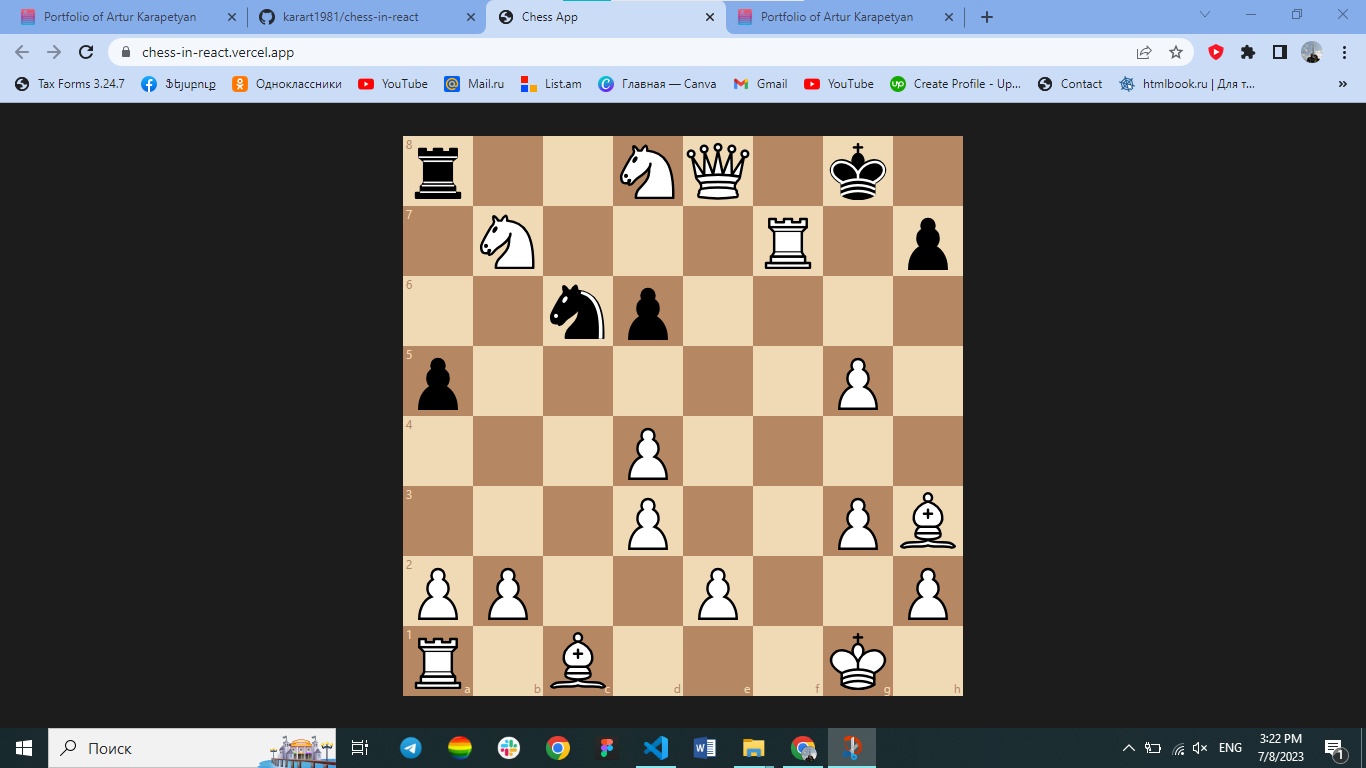 Portfolio of Artur Karapetyan
karart1981/chess-in-react
Chess App
Portfolio of Artur Karapetyan
chess-in-react.vercel.app
Tax Forms 3.24.7
Ֆեյսբուք
Одноклассники
YouTube
Mail.ru
List.am
Главная — Canva
Gmail
YouTube
Create Profile - Up...
Contact
htmlbook.ru | Для т...
8
7
6
5
4
3
2
1
a b c d e f g h
Поиск
ENG
3:22 PM
7/8/2023
1